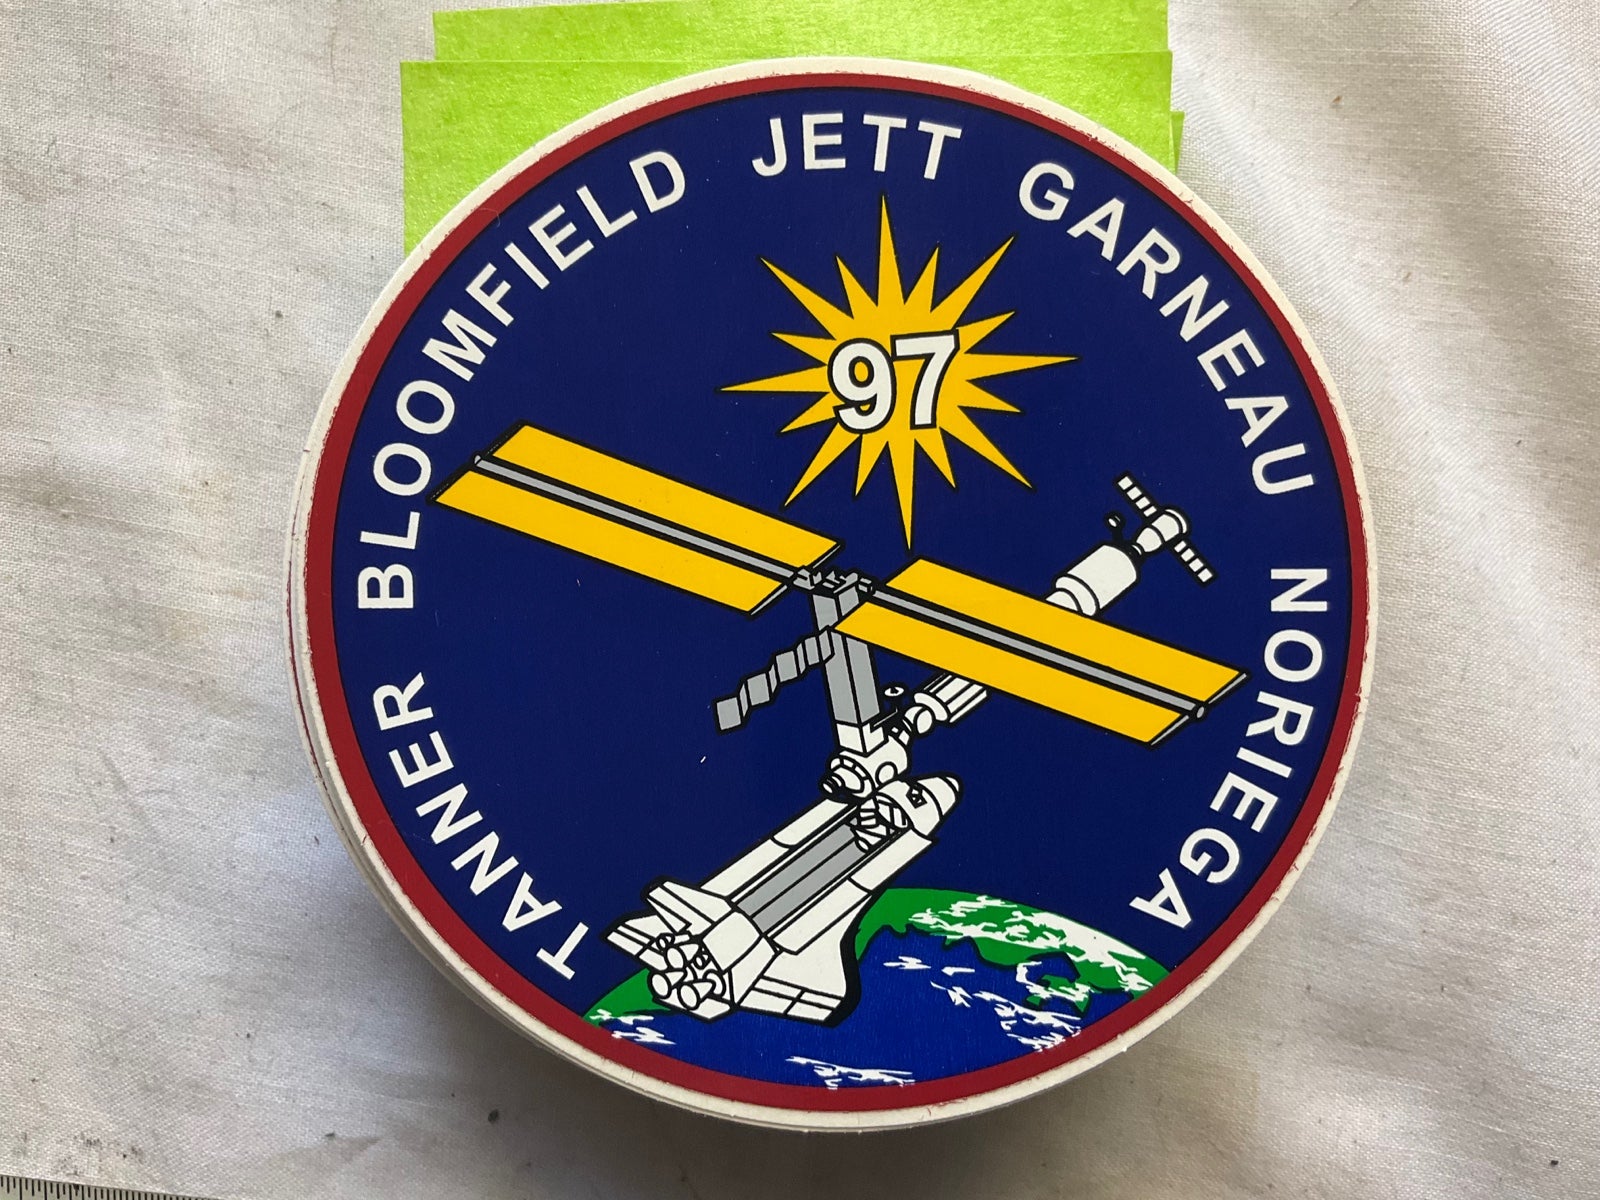 TANNER BLOOMFIELD JETT GARNEAU NORIEGA
97